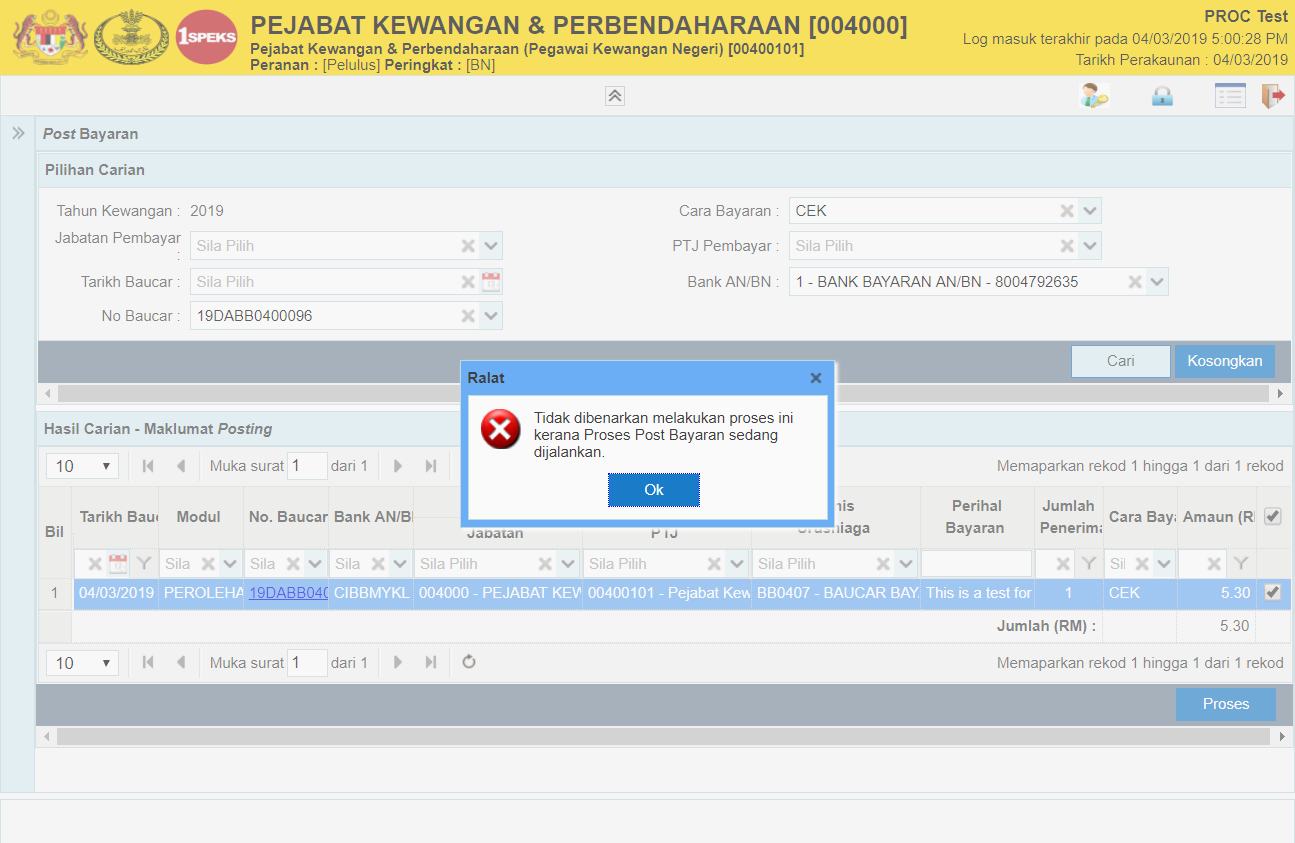 1SPEKS
PEJABAT KEWANGAN & PERBENDAHARAAN [004000]
Pejabat Kewangan & Perbendaharaan (Pegawai Kewangan Negeri) [00400101]
Peranan : [Pelulus] Peringkat : [BN]
PROC Test
Log masuk terakhir pada 04/03/2019 5:00:28 PM
Tarikh Perakaunan : 04/03/2019
Post Bayaran
Pilihan Carian
Tahun Kewangan : 2019
Cara Bayaran : CEK
Jabatan Pembayar : Sila Pilih
PTJ Pembayar : Sila Pilih
Tarikh Baucar : Sila Pilih
Bank AN/BN : 1 - BANK BAYARAN AN/BN - 8004792635
No Baucar : 19DABB0400096
Cari Kosongkan
Ralat
Tidak dibenarkan melakukan proses ini
kerana Proses Post Bayaran sedang
dijalankan.
Ok
Hasil Carian - Maklumat Posting
10 Muka surat 1 dari 1
Memaparkan rekod 1 hingga 1 dari 1 rekod
Bil Tarikh Bauc Modul No. Baucar Bank AN/B Jabatan PTJ Perihal Bayaran Jumlah Penerima Cara Baya Amaun (R
Sila Sila Sila Sila Pilih Sila Pilih Sila Pilih Sil
1 04/03/2019 PEROLEHA 19DABB040 CIBBMYKL 004000 - PEJABAT KEW 00400101 - Pejabat Kew BB0407 - BAUCAR BAY This is a test for 1 CEK 5.30
Jumlah (RM) : 5.30
10 Muka surat 1 dari 1
Memaparkan rekod 1 hingga 1 dari 1 rekod
Proses